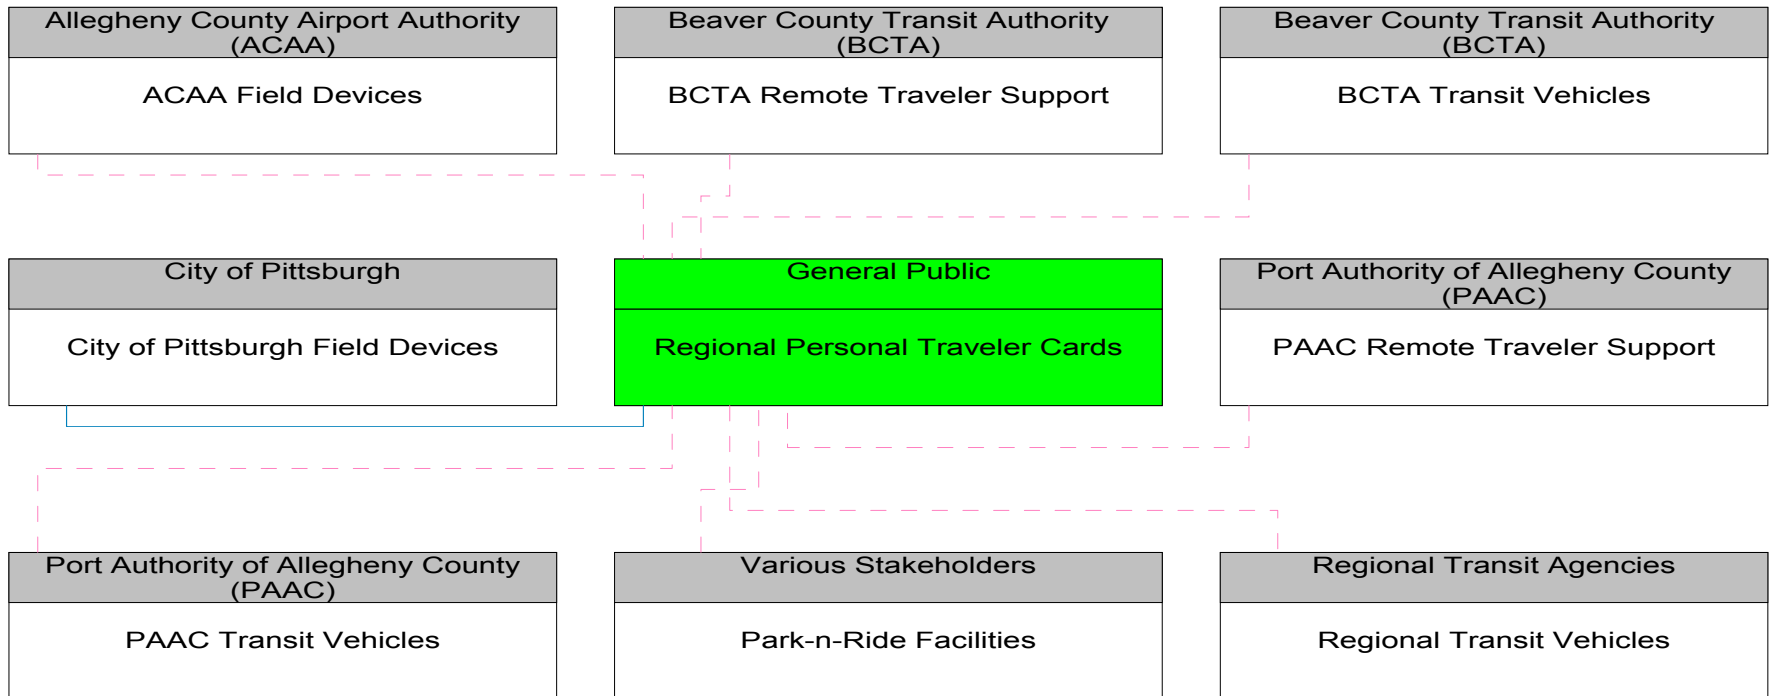 Allegheny County Airport Authority
(ACAA)
ACAA Field Devices
Beaver County Transit Authority
(BCTA)
BCTA Remote Traveler Support
Beaver County Transit Authority
(BCTA)
BCTA Transit Vehicles
City of Pittsburgh
City of Pittsburgh Field Devices
General Public
Regional Personal Traveler Cards
Port Authority of Allegheny County
(PAAC)
PAAC Remote Traveler Support
Port Authority of Allegheny County
(PAAC)
PAAC Transit Vehicles
Various Stakeholders
Park-n-Ride Facilities
Regional Transit Agencies
Regional Transit Vehicles